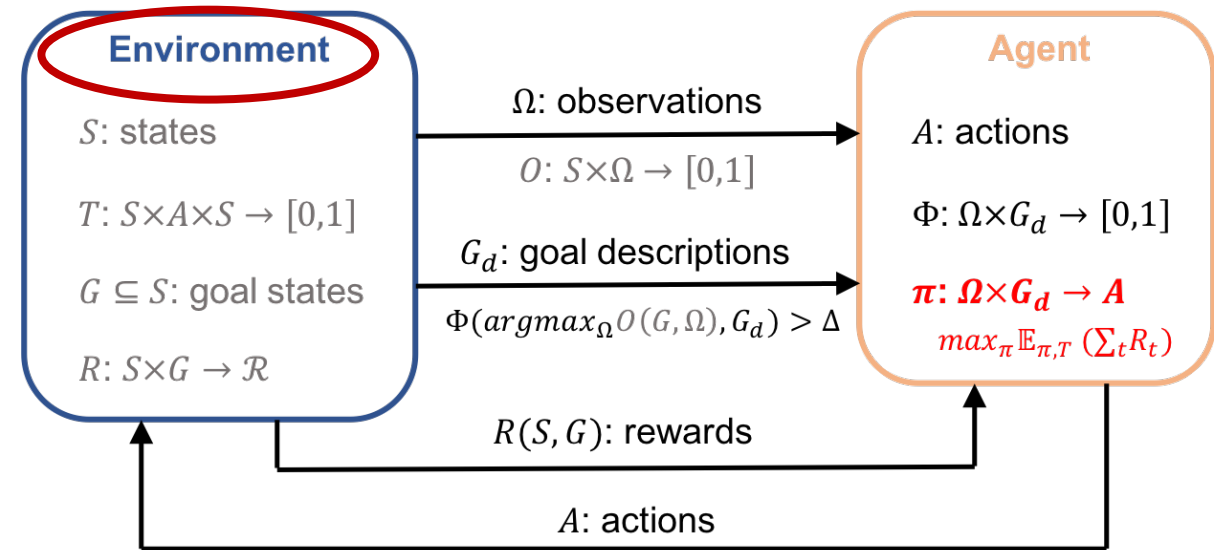 Environment
S: states
T: S×A×S → [0,1]
G ⊆ S: goal states
R: S×G → ℛ
Ω: observations
O: S×Ω → [0,1]
G_d: goal descriptions
Φ(argmax_Ω O(G, Ω), G_d) > Δ
Agent
A: actions
Φ: Ω×G_d → [0,1]
π: Ω×G_d → A
max_π 𝔼_π,T (∑_t R_t)
R(S, G): rewards
A: actions